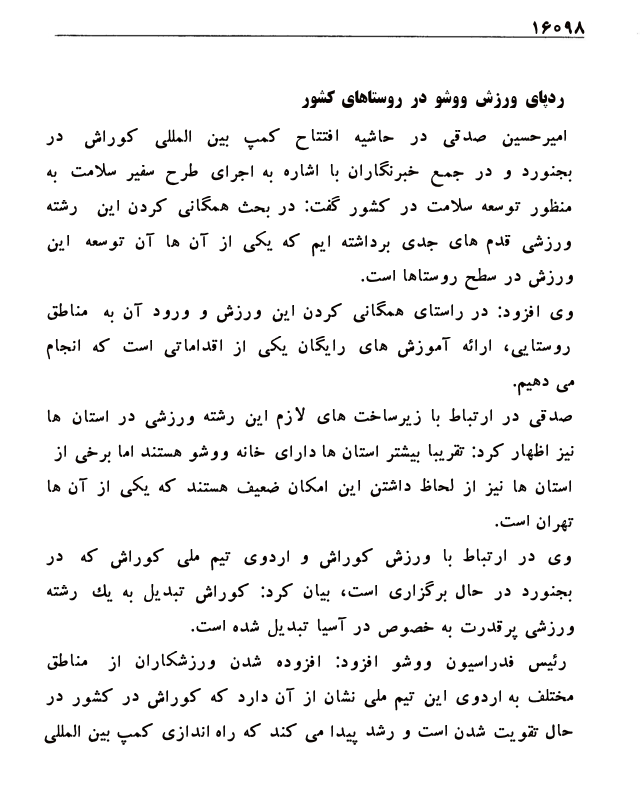 ۱۶۰۹۸
ردپای ورزش ووشو در روستاهای کشور
امیرحسین صدقی در حاشیه افتتاح کمپ بین المللی کوراش در
بجنورد و در جمع خبرنگاران با اشاره به اجرای طرح سفیر سلامت به
منظور توسعه سلامت در کشور گفت: در بحث همگانی کردن این رشته
ورزشی قدم های جدی برداشته ایم که یکی از آن ها آن توسعه این
ورزش در سطح روستاها است.
وی افزود: در راستای همگانی کردن این ورزش و ورود آن به مناطق
روستایی، ارائه آموزش های رایگان یکی از اقداماتی است که انجام
می دهیم.
صدقی در ارتباط با زیرساخت های لازم این رشته ورزشی در استان ها
نیز اظهار کرد: تقریبا بیشتر استان ها دارای خانه ووشو هستند اما برخی از
استان ها نیز از لحاظ داشتن این امکان ضعیف هستند که یکی از آن ها
تهران است.
وی در ارتباط با ورزش کوراش و اردوی تیم ملی کوراش که در
بجنورد در حال برگزاری است، بیان کرد: کوراش تبدیل به یك رشته
ورزشی پرقدرت به خصوص در آسیا تبدیل شده است.
رئیس فدراسیون ووشو افزود: افزوده شدن ورزشکاران از مناطق
مختلف به اردوی این تیم ملی نشان از آن دارد که کوراش در کشور در
حال تقویت شدن است و رشد پیدا می کند که راه اندازی کمپ بین المللی